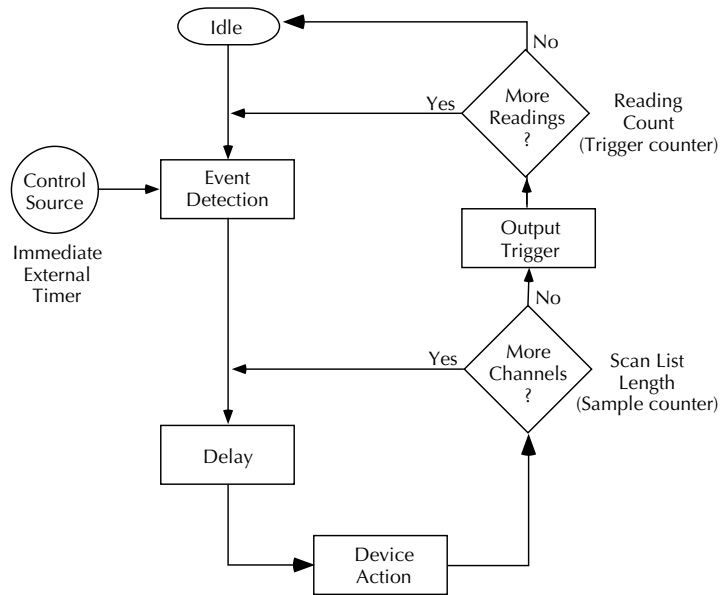 Idle
No
Yes
More
Readings
?
Reading
Count
(Trigger counter)
Control
Source
Event
Detection
Immediate
External
Timer
Output
Trigger
No
Yes
More
Channels
?
Scan List
Length
(Sample counter)
Delay
Device
Action